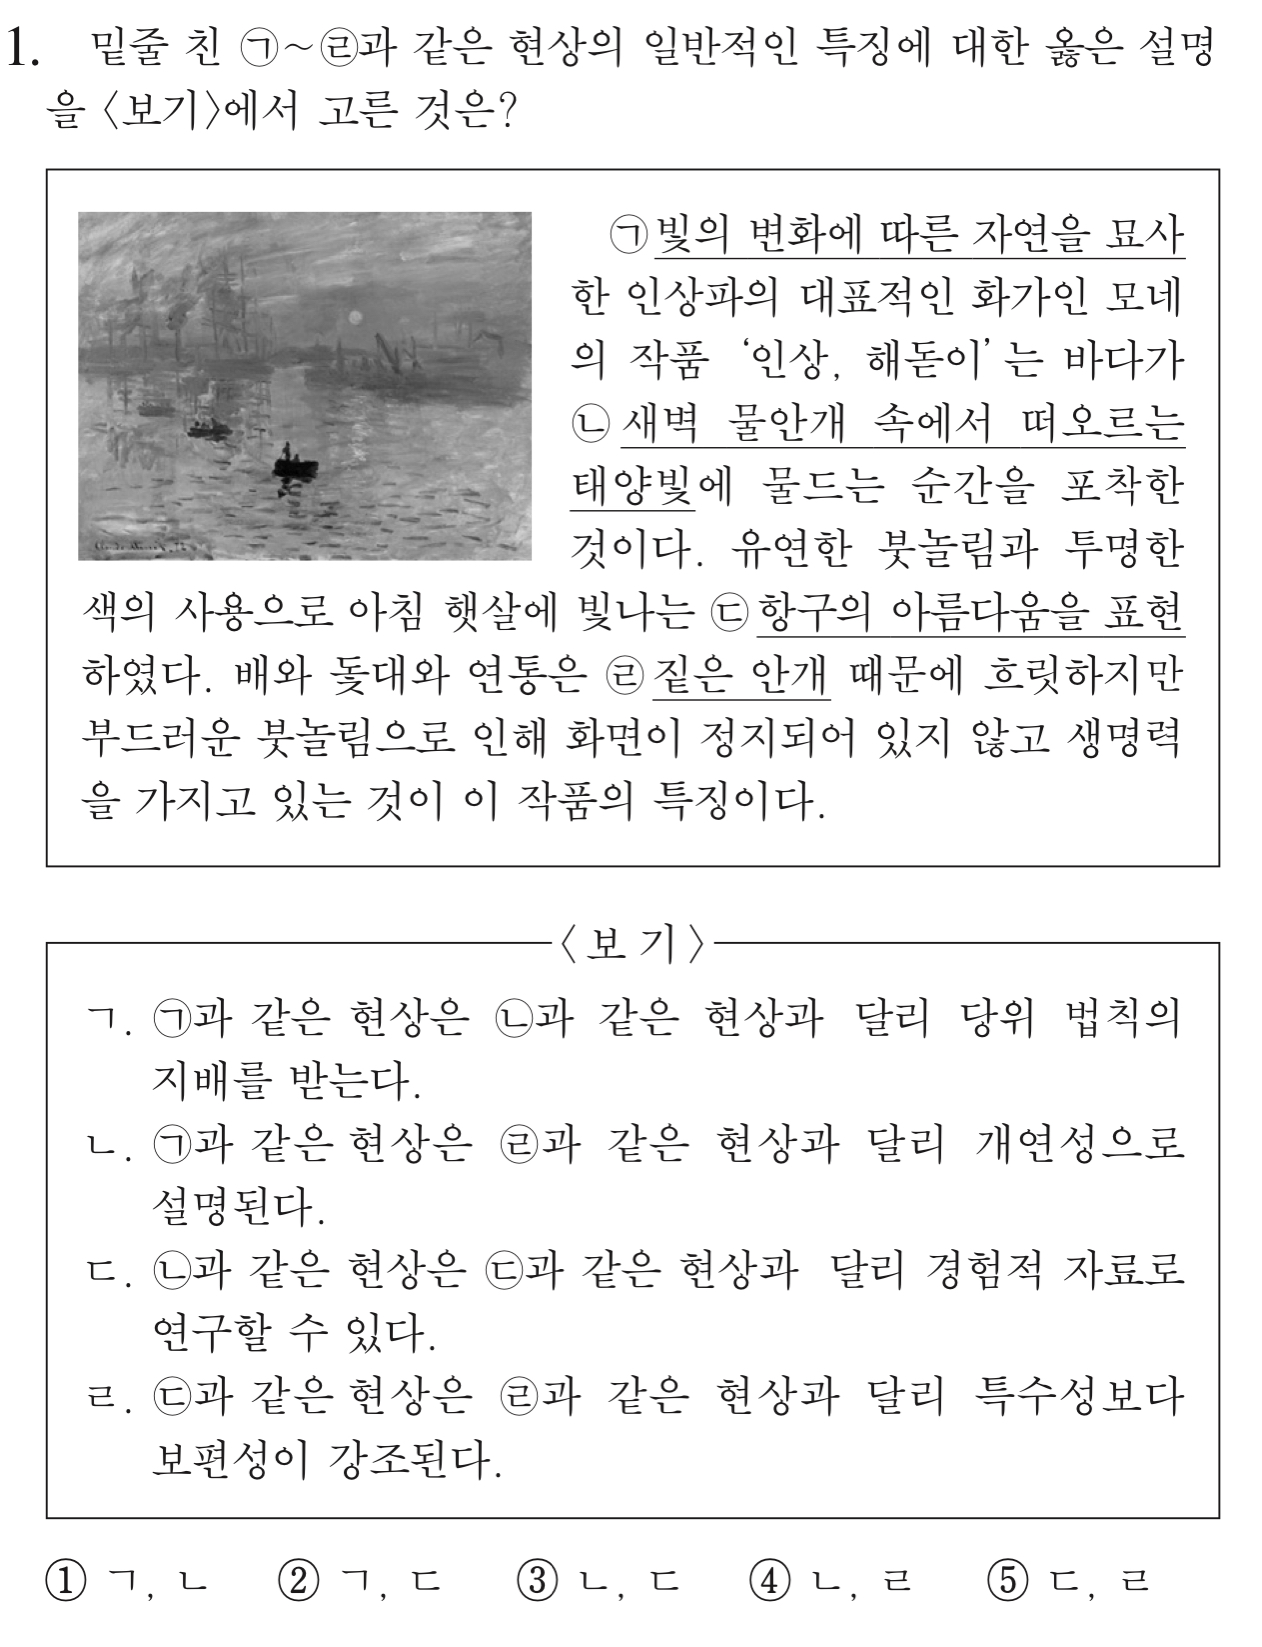 1. 밑줄 친 ㉠~㉣과 같은 현상의 일반적인 특징에 대한 옳은 설명
을 〈보기〉에서 고른 것은?
㉠빛의 변화에 따른 자연을 묘사
한 인상파의 대표적인 화가인 모네
의 작품 ‘인상, 해돋이’는 바다가
㉡새벽 물안개 속에서 떠오르는
태양빛에 물드는 순간을 포착한
것이다. 유연한 붓놀림과 투명한
색의 사용으로 아침 햇살에 빛나는 ㉢항구의 아름다움을 표현
하였다. 배와 돛대와 연통은 ㉣짙은 안개 때문에 흐릿하지만
부드러운 붓놀림으로 인해 화면이 정지되어 있지 않고 생명력
을 가지고 있는 것이 이 작품의 특징이다.
〈보기〉
ㄱ. ㉠과 같은 현상은 ㉡과 같은 현상과 달리 당위 법칙의
지배를 받는다.
ㄴ. ㉠과 같은 현상은 ㉣과 같은 현상과 달리 개연성으로
설명된다.
ㄷ. ㉡과 같은 현상은 ㉢과 같은 현상과 달리 경험적 자료로
연구할 수 있다.
ㄹ. ㉢과 같은 현상은 ㉣과 같은 현상과 달리 특수성보다
보편성이 강조된다.
① ㄱ, ㄴ ② ㄱ, ㄷ ③ ㄴ, ㄷ ④ ㄴ, ㄹ ⑤ ㄷ, ㄹ